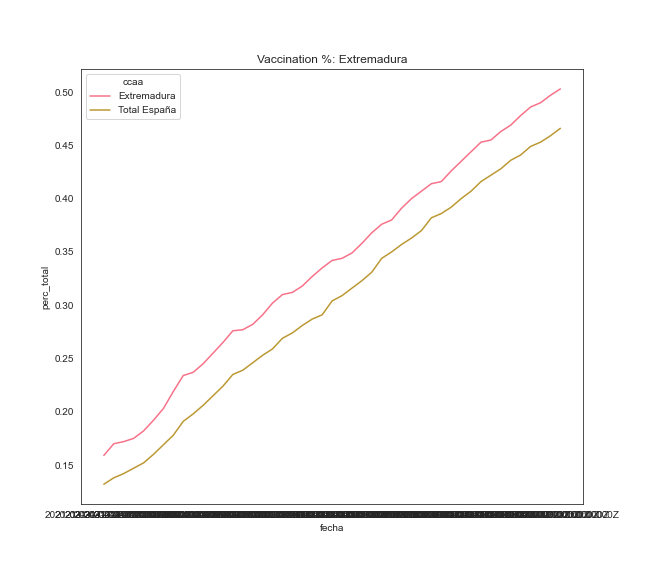 Vaccination %: Extremadura
ccaa
Extremadura
Total España
0.50
0.45
0.40
0.35
0.30
0.25
0.20
0.15
perc_total
fecha